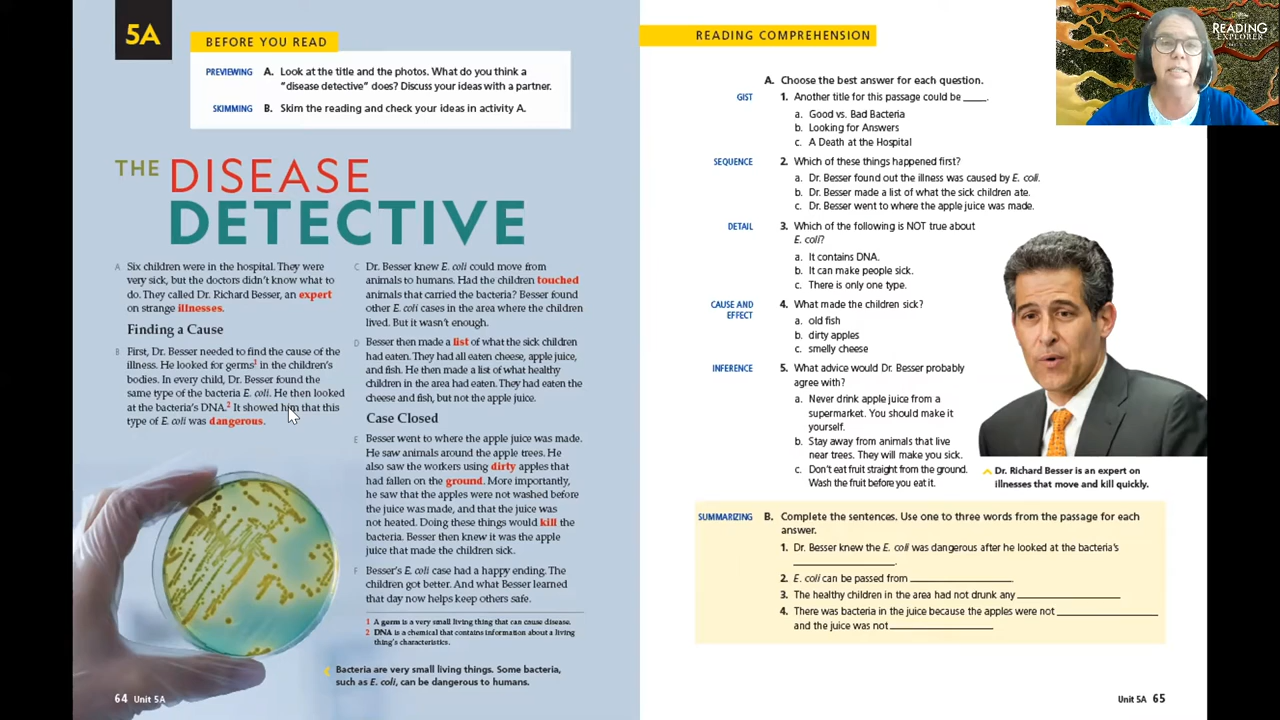 5A
BEFORE YOU READ
PREVIEWING A. Look at the title and the photos. What do you think a
"disease detective" does? Discuss your ideas with a partner.
SKIMMING B. Skim the reading and check your ideas in activity A.
THE DISEASE
DETECTIVE
A Six children were in the hospital. They were
very sick, but the doctors didn't know what to
do. They called Dr. Richard Besser, an expert
on strange illnesses.
Finding a Cause
B First, Dr. Besser needed to find the cause of the
illness. He looked for germs1 in the children's
bodies. In every child, Dr. Besser found the
same type of the bacteria E. coli. He then looked
at the bacteria's DNA.2 It showed him that this
type of E. coli was dangerous.
C Dr. Besser knew E. coli could move from
animals to humans. Had the children touched
animals that carried the bacteria? Besser found
other E. coli cases in the area where the children
lived. But it wasn't enough.
D Besser then made a list of what the sick children
had eaten. They had all eaten cheese, apple juice,
and fish. He then made a list of what healthy
children in the area had eaten. They had eaten the
cheese and fish, but not the apple juice.
Case Closed
E Besser went to where the apple juice was made.
He saw animals around the apple trees. He
also saw the workers using dirty apples that
had fallen on the ground. More importantly,
he saw that the apples were not washed before
the juice was made, and that the juice was
not heated. Doing these things would kill the
bacteria. Besser then knew it was the apple
juice that made the children sick.
F Besser's E. coli case had a happy ending. The
children got better. And what Besser learned
that day now helps keep others safe.
1 A germ is a very small living thing that can cause disease.
2 DNA is a chemical that contains information about a living
thing's characteristics.
Bacteria are very small living things. Some bacteria,
such as E. coli, can be dangerous to humans.
64 Unit 5A
READING COMPREHENSION
A. Choose the best answer for each question.
GIST 1. Another title for this passage could be ____.
a. Good vs. Bad Bacteria
b. Looking for Answers
c. A Death at the Hospital
SEQUENCE 2. Which of these things happened first?
a. Dr. Besser found out the illness was caused by E. coli.
b. Dr. Besser made a list of what the sick children ate.
c. Dr. Besser went to where the apple juice was made.
DETAIL 3. Which of the following is NOT true about
E. coli?
a. It contains DNA.
b. It can make people sick.
c. There is only one type.
CAUSE AND EFFECT 4. What made the children sick?
a. old fish
b. dirty apples
c. smelly cheese
INFERENCE 5. What advice would Dr. Besser probably
agree with?
a. Never drink apple juice from a
supermarket. You should make it
yourself.
b. Stay away from animals that live
near trees. They will make you sick.
c. Don't eat fruit straight from the ground.
Wash the fruit before you eat it.
Dr. Richard Besser is an expert on
illnesses that move and kill quickly.
SUMMARIZING B. Complete the sentences. Use one to three words from the passage for each
answer.
1. Dr. Besser knew the E. coli was dangerous after he looked at the bacteria's
____________________.
2. E. coli can be passed from ____________________.
3. The healthy children in the area had not drunk any ____________________
4. There was bacteria in the juice because the apples were not ____________________
and the juice was not ____________________
Unit 5A 65
READING
EXPLORER